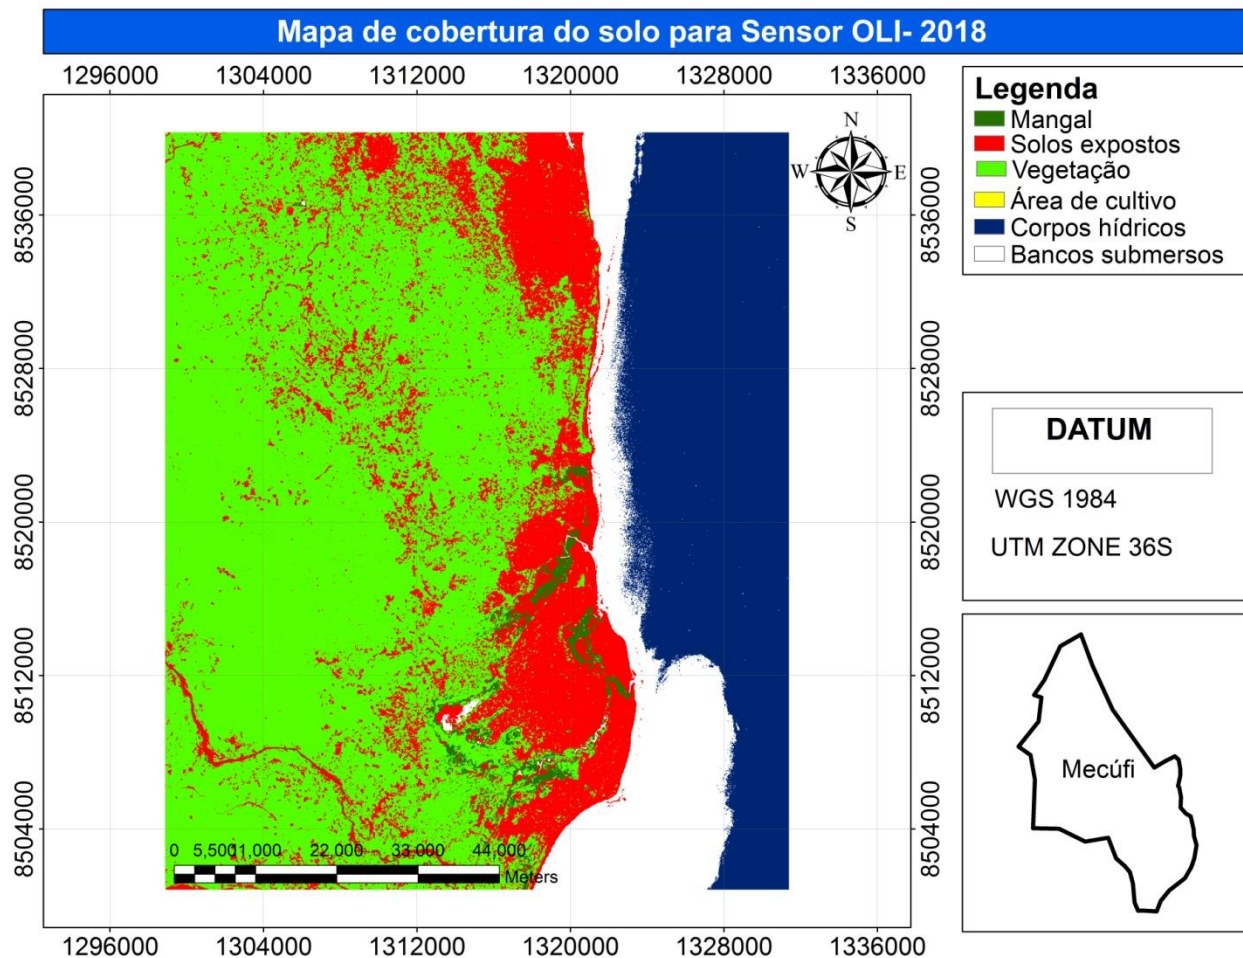 Mapa de cobertura do solo para Sensor OLI- 2018
1296000 1304000 1312000 1320000 1328000 1336000
8536000
8528000
8520000
8512000
8504000
N
W E
S
0 5,500 11,000 22,000 33,000 44,000
Meters
8536000
8528000
8520000
8512000
8504000
1296000 1304000 1312000 1320000 1328000 1336000
Legenda
Mangal
Solos expostos
Vegetação
Área de cultivo
Corpos hídricos
Bancos submersos
DATUM
WGS 1984
UTM ZONE 36S
Mecúfi